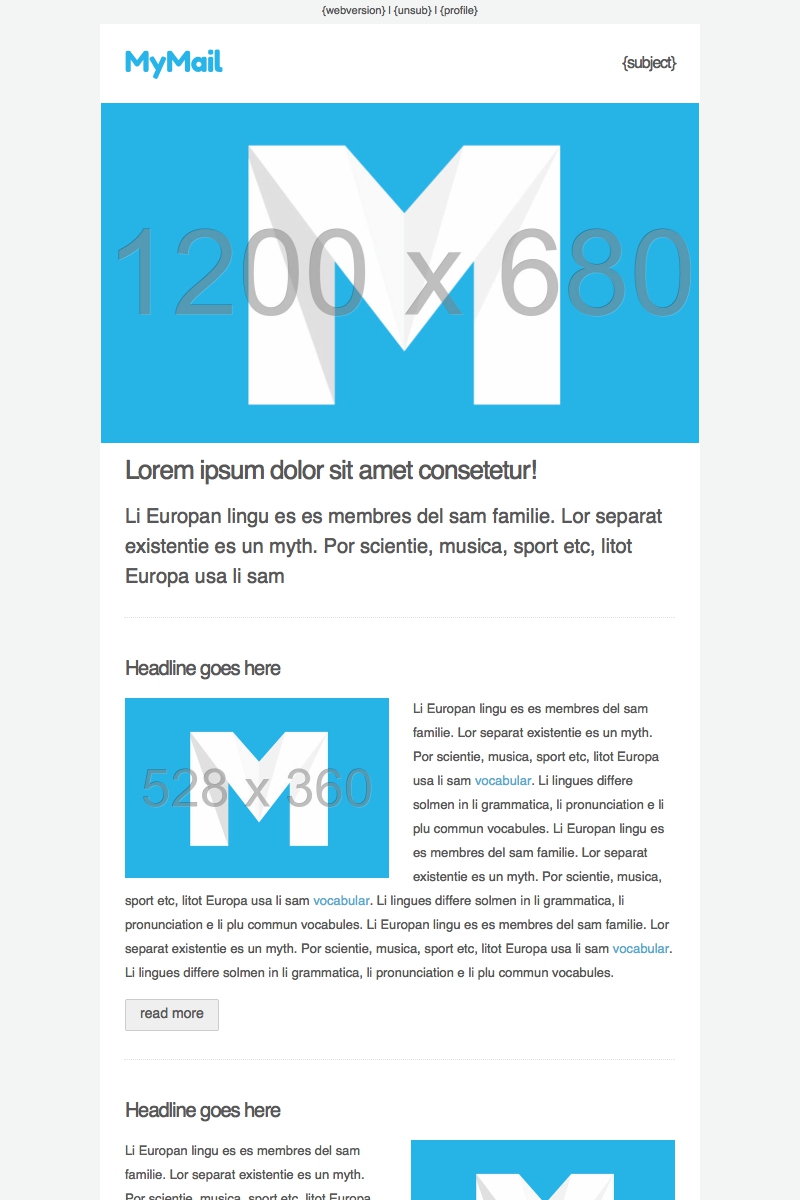 {webversion} | {unsub} | {profile}
MyMail
{subject}
1200 x 680
Lorem ipsum dolor sit amet consetetur!
Li Europan lingu es es membres del sam familie. Lor separat
existentie es un myth. Por scientie, musica, sport etc, litot
Europa usa li sam
Headline goes here
528 x 360
Li Europan lingu es es membres del sam
familie. Lor separat existentie es un myth.
Por scientie, musica, sport etc, litot Europa
usa li sam vocabular. Li lingues differe
solmen in li grammatica, li pronunciation e li
plu commun vocabules. Li Europan lingu es
es membres del sam familie. Lor separat
existentie es un myth. Por scientie, musica,
sport etc, litot Europa usa li sam vocabular. Li lingues differe solmen in li grammatica, li
pronunciation e li plu commun vocabules. Li Europan lingu es es membres del sam familie. Lor
separat existentie es un myth. Por scientie, musica, sport etc, litot Europa usa li sam vocabular.
Li lingues differe solmen in li grammatica, li pronunciation e li plu commun vocabules.
read more
Headline goes here
Li Europan lingu es es membres del sam
familie. Lor separat existentie es un myth.
Por scientie, musica, sport etc, litot Europa